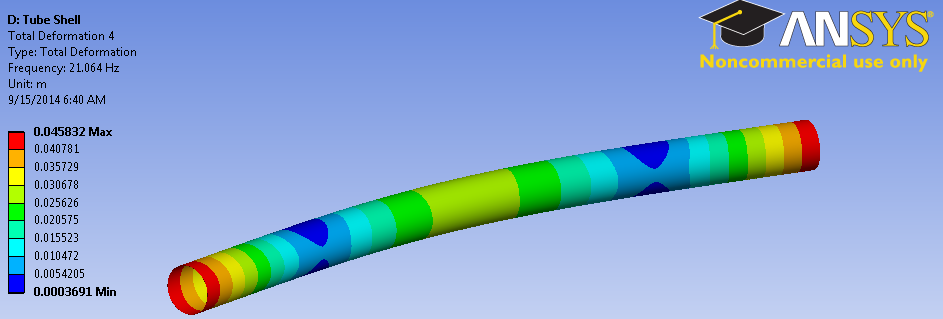 D: Tube Shell
Total Deformation 4
Type: Total Deformation
Frequency: 21.064 Hz
Unit: m
9/15/2014 6:40 AM
0.045832 Max
0.040781
0.035729
0.030678
0.025626
0.020575
0.015523
0.010472
0.0054205
0.0003691 Min
ANSYS®
Noncommercial use only